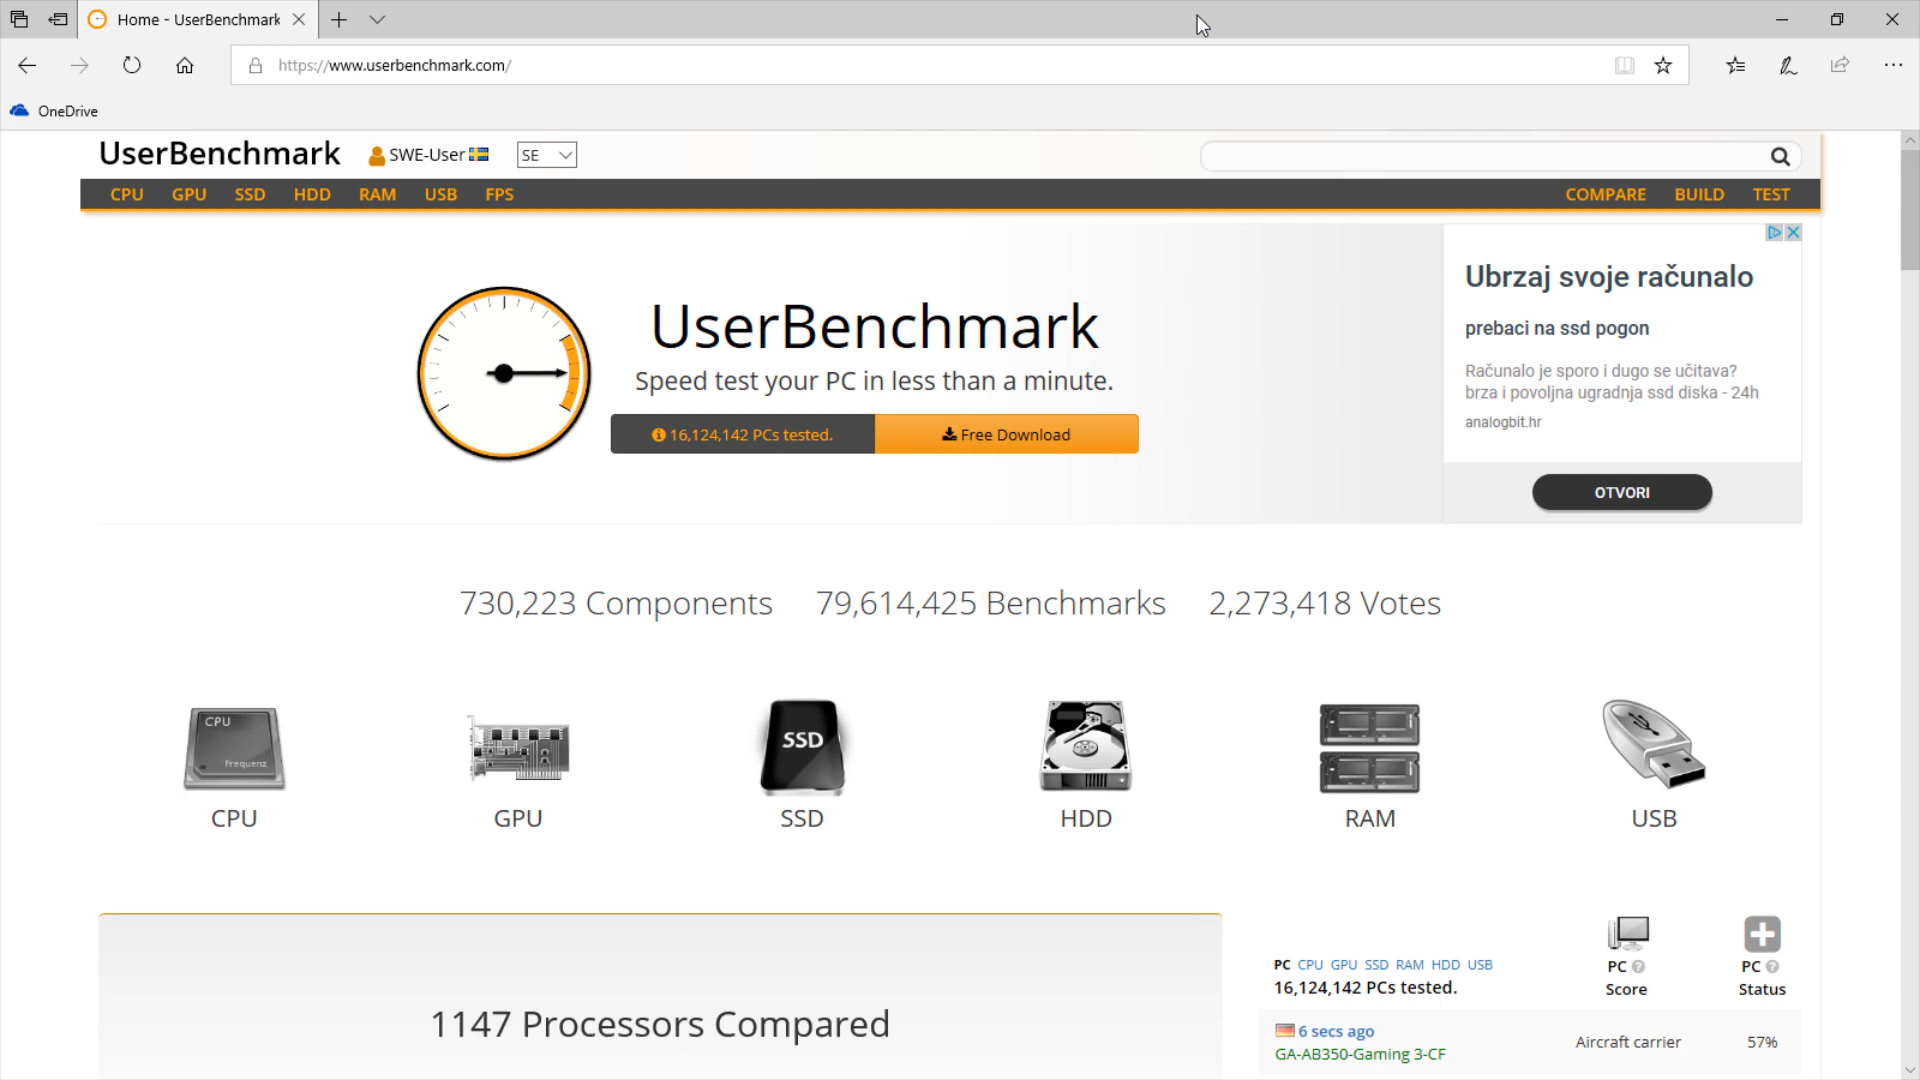 Home - UserBenchmark
https://www.userbenchmark.com/
OneDrive
UserBenchmark SWE-User SE
CPU GPU SSD HDD RAM USB FPS COMPARE BUILD TEST
UserBenchmark
Speed test your PC in less than a minute.
16,124,142 PCs tested. Free Download
Ubrzaj svoje računalo
prebaci na ssd pogon
Računalo je sporo i dugo se učitava?
brza i povoljna ugradnja ssd diska - 24h
analogbit.hr
OTVORI
730,223 Components 79,614,425 Benchmarks 2,273,418 Votes
CPU
Frequenz
SSD
CPU GPU SSD HDD RAM USB
1147 Processors Compared
PC CPU GPU SSD RAM HDD USB
16,124,142 PCs tested.
PC
Score
PC
Status
6 secs ago
GA-AB350-Gaming 3-CF
Aircraft carrier
57%